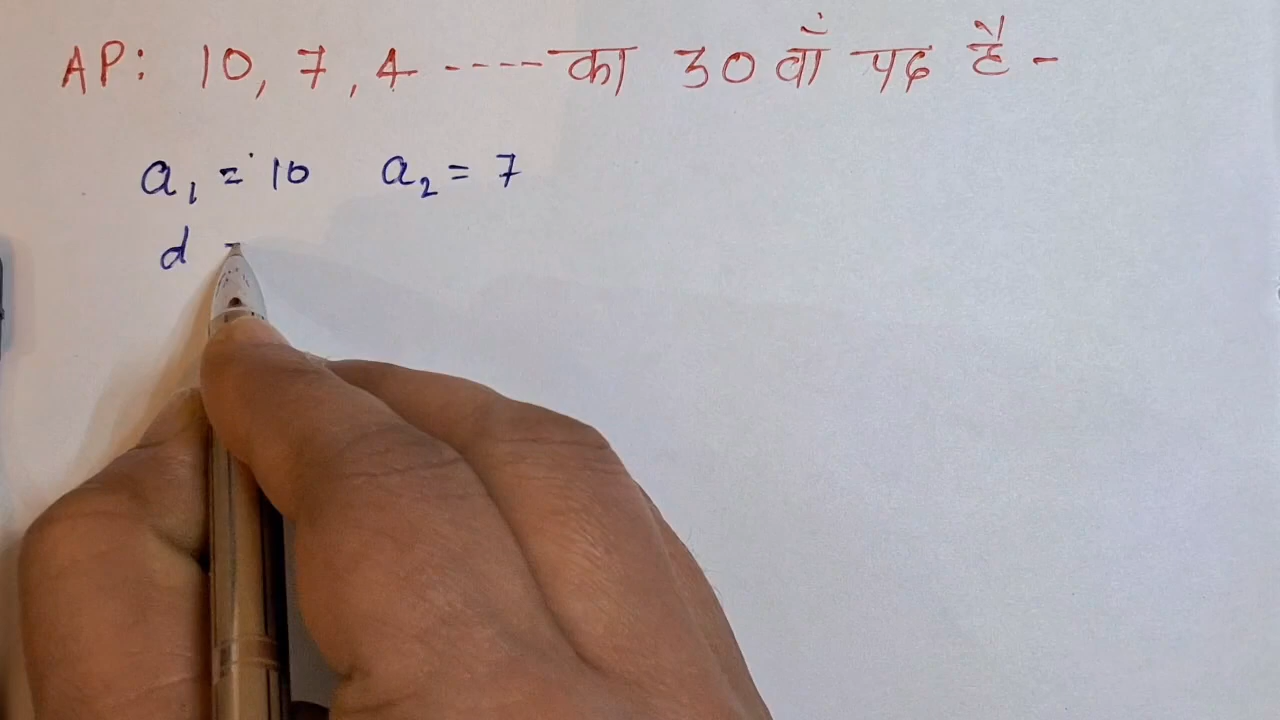 AP: 10, 7, 4 ---- का 30 वाँ पद है -
a₁ = 10 a₂ = 7
d =